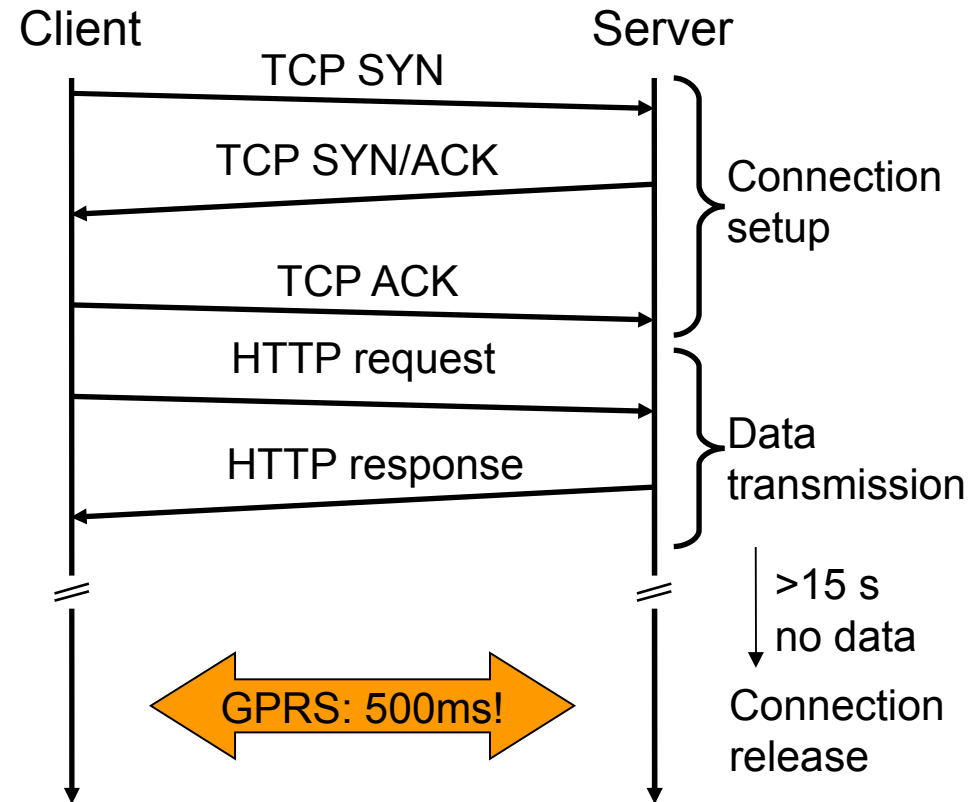 Client
Server
TCP SYN
TCP SYN/ACK
Connection
setup
TCP ACK
HTTP request
Data
transmission
HTTP response
>15 s
no data
GPRS: 500ms!
Connection
release